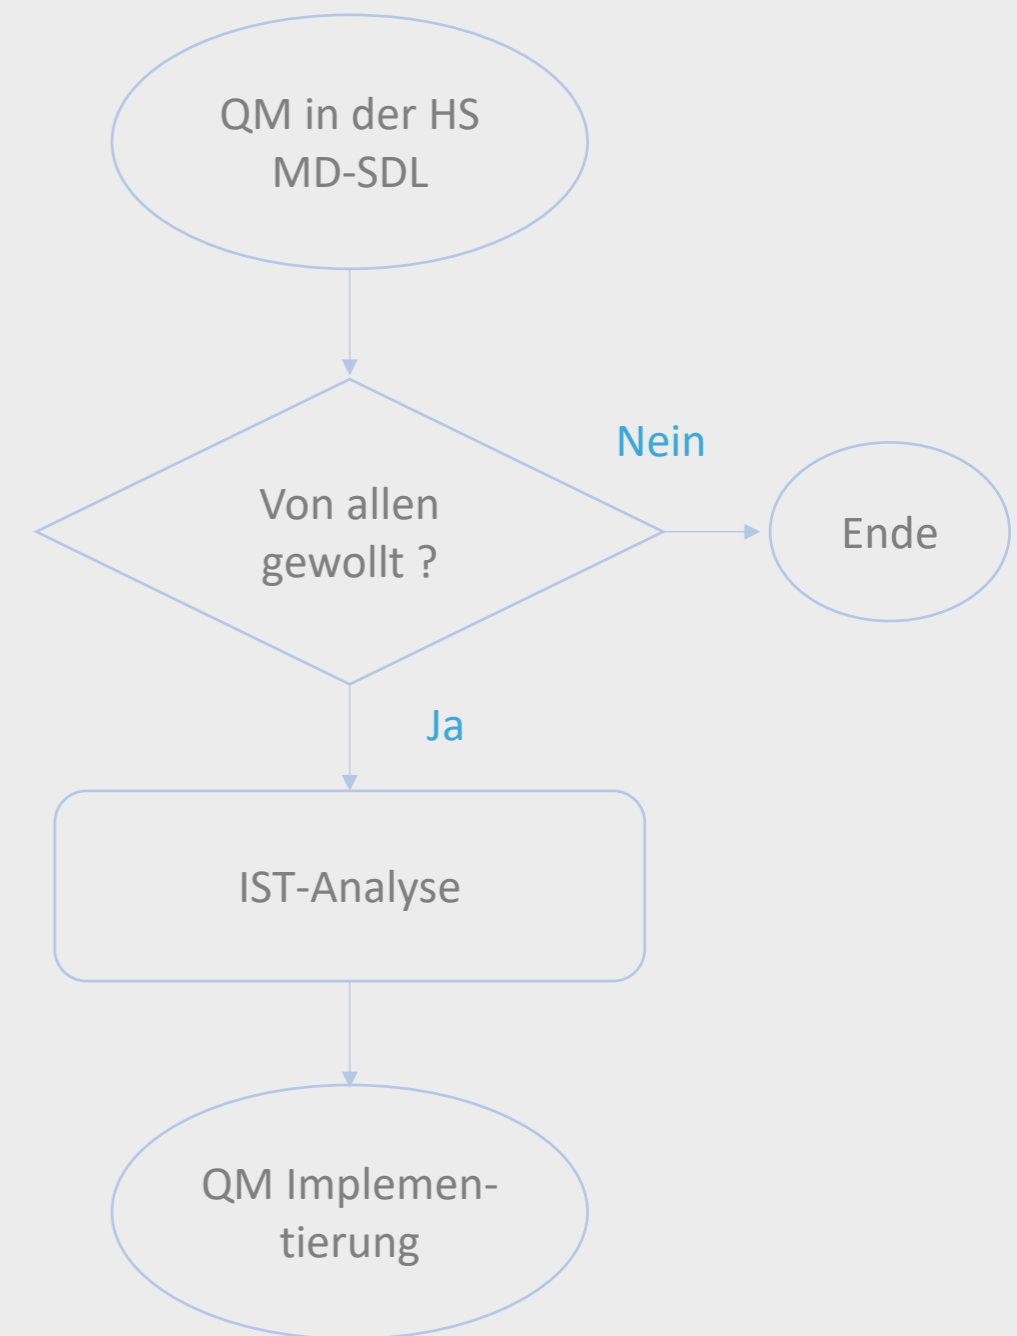 QM in der HS
MD-SDL
Nein
Von allen
gewollt ?
Ende
Ja
IST-Analyse
QM Implemen-
tierung